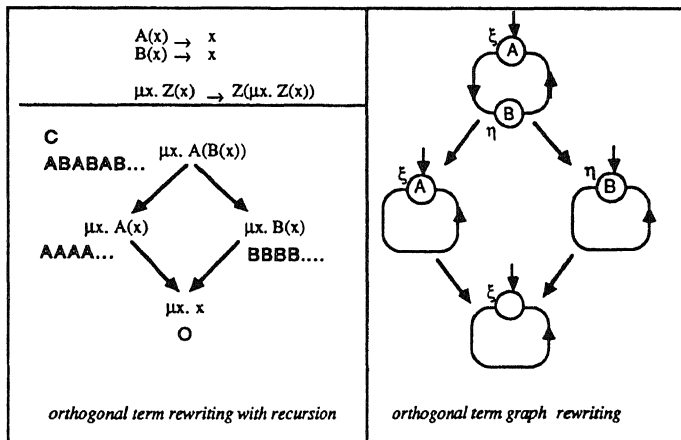 A(x) → x
B(x) → x
μx. Z(x) → Z(μx. Z(x))
C
μx. A(B(x))
ABABAB...
μx. A(x)
μx. B(x)
AAAA...
BBBB....
μx. x
O
orthogonal term rewriting with recursion
ξ
A
B
η
ξ
A
η
B
ξ
orthogonal term graph rewriting